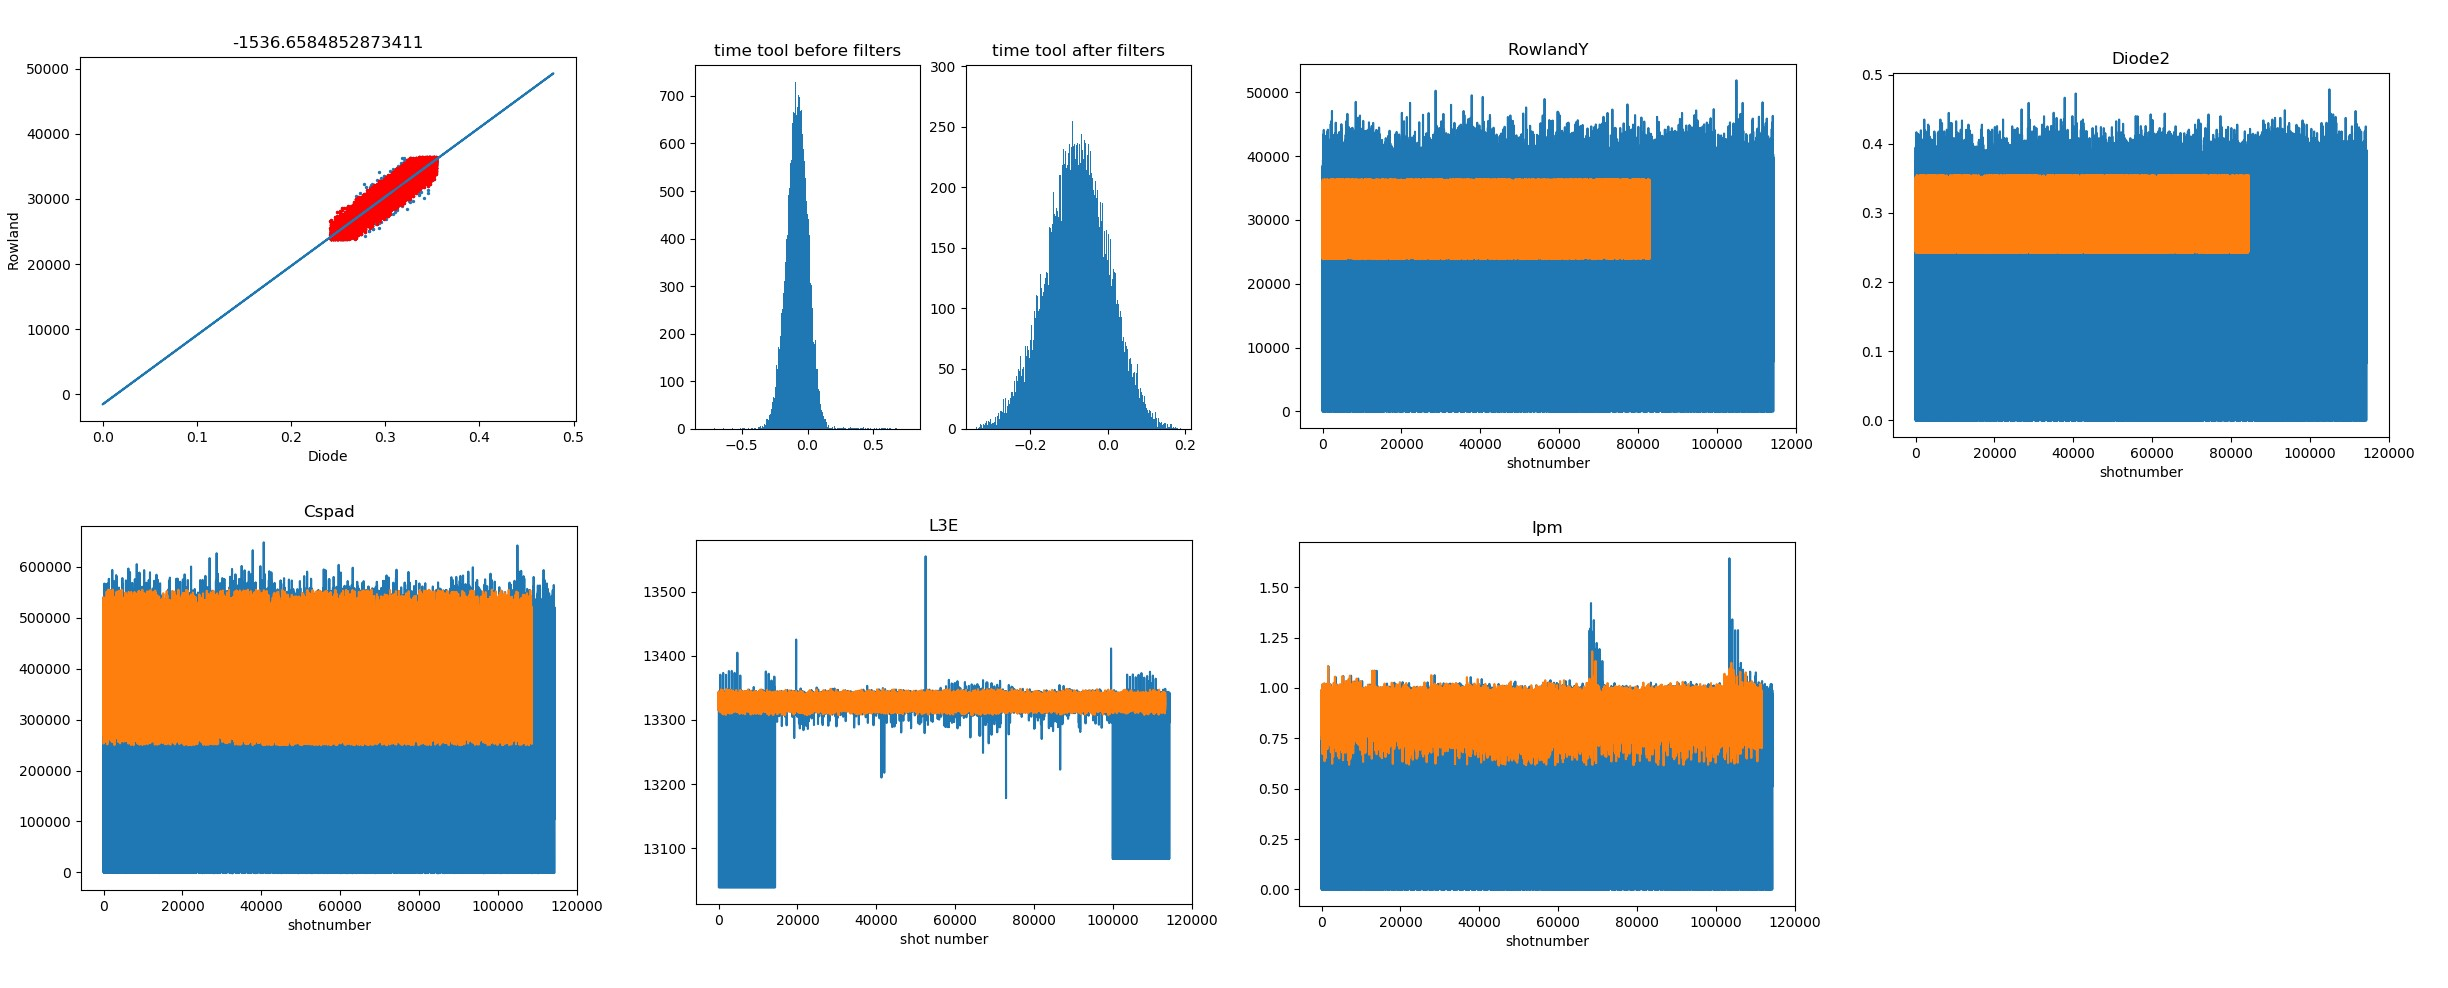 -1536.6584852873411
50000
40000
30000
20000
10000
0
Rowland
0.0 0.1 0.2 0.3 0.4 0.5
Diode
time tool before filters
700
600
500
400
300
200
100
0
−0.5 0.0 0.5
time tool after filters
300
250
200
150
100
50
0
−0.2 0.0 0.2
RowlandY
50000
40000
30000
20000
10000
0
0 20000 40000 60000 80000 100000 120000
shotnumber
Diode2
0.5
0.4
0.3
0.2
0.1
0.0
0 20000 40000 60000 80000 100000 120000
shotnumber
Cspad
600000
500000
400000
300000
200000
100000
0
0 20000 40000 60000 80000 100000 120000
shotnumber
L3E
13500
13400
13300
13200
13100
0 20000 40000 60000 80000 100000 120000
shot number
Ipm
1.50
1.25
1.00
0.75
0.50
0.25
0.00
0 20000 40000 60000 80000 100000 120000
shotnumber